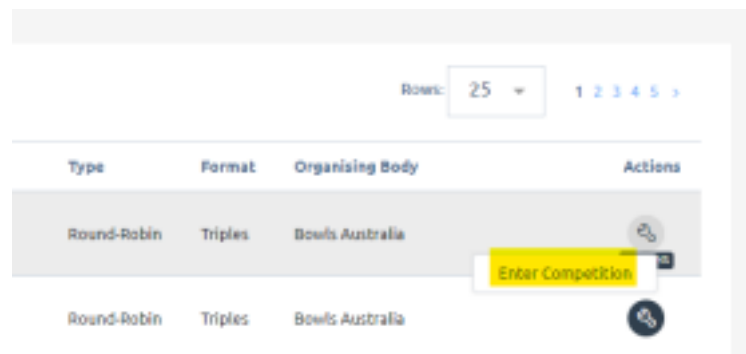 Rows: 25 1 2 3 4 5 >
Type Format Organising Body Actions
Round-Robin Triples Bowls Australia
Enter Competition
Round-Robin Triples Bowls Australia